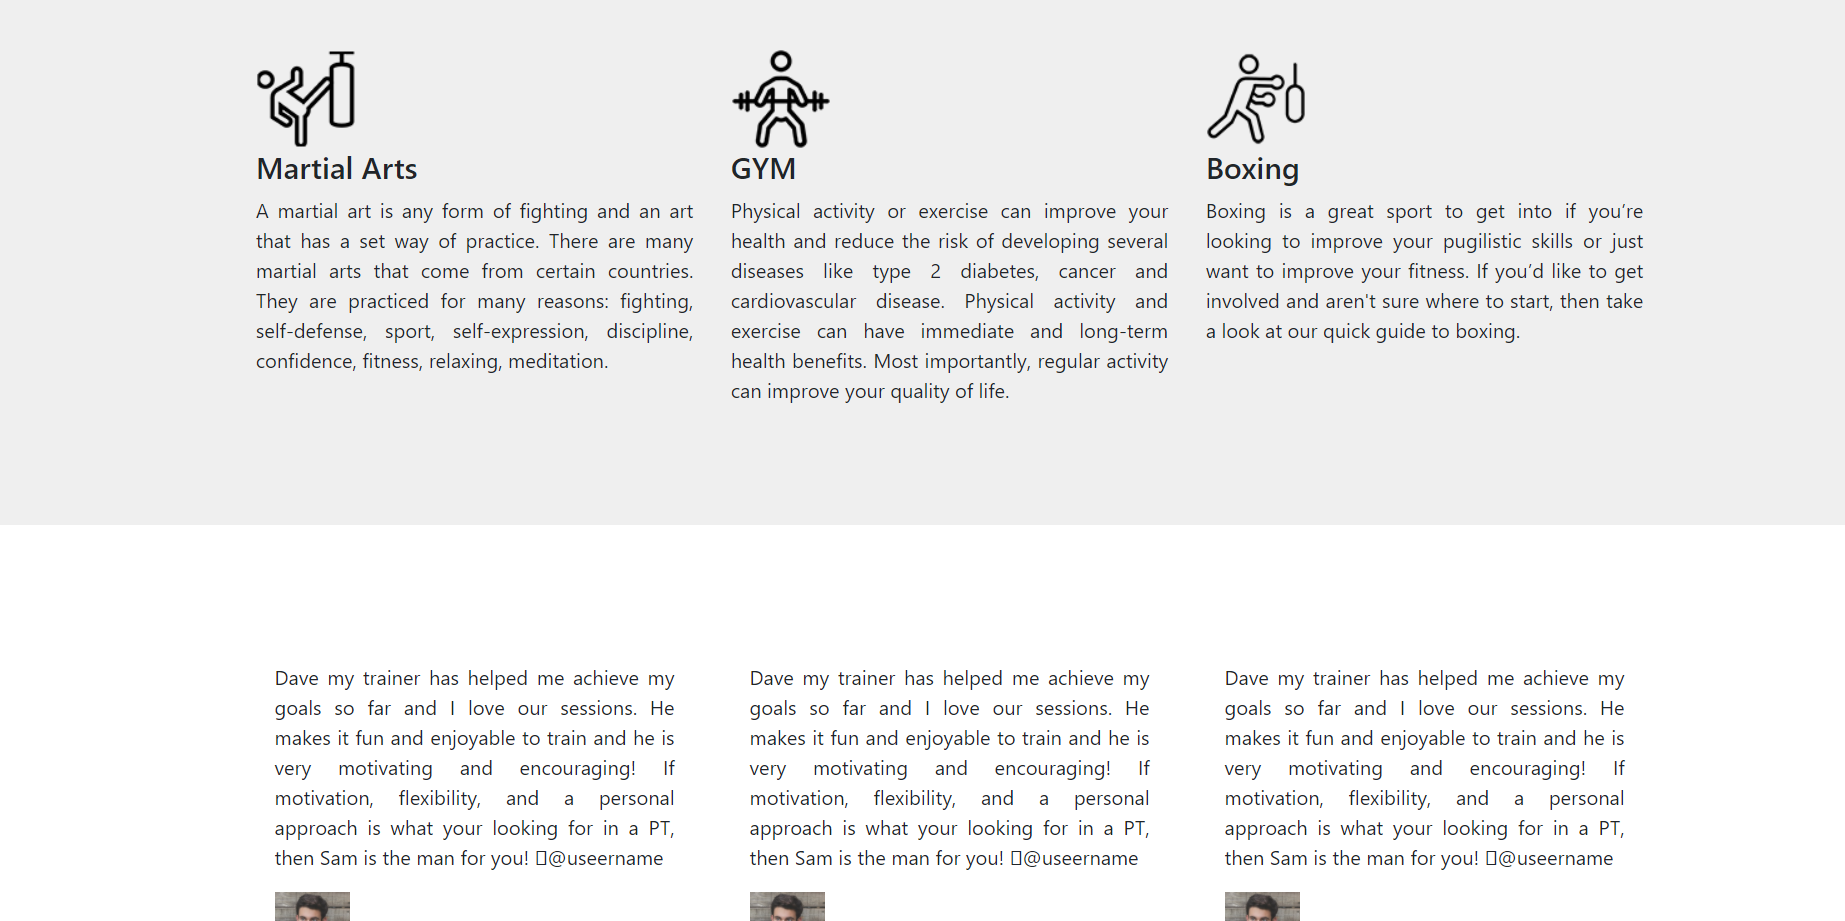 Martial Arts
A martial art is any form of fighting and an art
that has a set way of practice. There are many
martial arts that come from certain countries.
They are practiced for many reasons: fighting,
self-defense, sport, self-expression, discipline,
confidence, fitness, relaxing, meditation.
GYM
Physical activity or exercise can improve your
health and reduce the risk of developing several
diseases like type 2 diabetes, cancer and
cardiovascular disease. Physical activity and
exercise can have immediate and long-term
health benefits. Most importantly, regular activity
can improve your quality of life.
Boxing
Boxing is a great sport to get into if you’re
looking to improve your pugilistic skills or just
want to improve your fitness. If you’d like to get
involved and aren't sure where to start, then take
a look at our quick guide to boxing.
Dave my trainer has helped me achieve my
goals so far and I love our sessions. He
makes it fun and enjoyable to train and he is
very motivating and encouraging! If
motivation, flexibility, and a personal
approach is what your looking for in a PT,
then Sam is the man for you! @useername
Dave my trainer has helped me achieve my
goals so far and I love our sessions. He
makes it fun and enjoyable to train and he is
very motivating and encouraging! If
motivation, flexibility, and a personal
approach is what your looking for in a PT,
then Sam is the man for you! @useername
Dave my trainer has helped me achieve my
goals so far and I love our sessions. He
makes it fun and enjoyable to train and he is
very motivating and encouraging! If
motivation, flexibility, and a personal
approach is what your looking for in a PT,
then Sam is the man for you! @useername